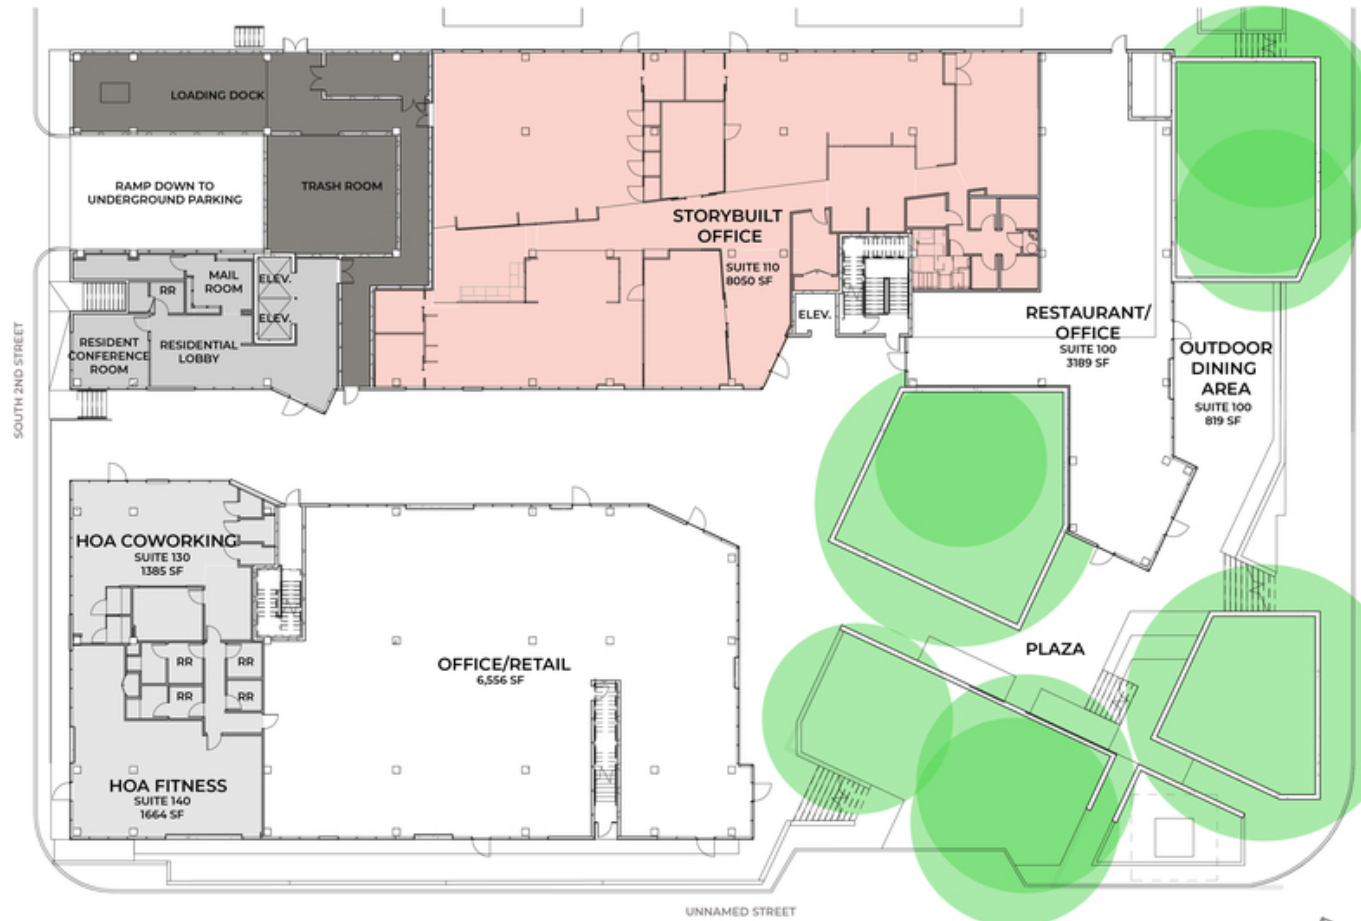 LOADING DOCK
RAMP DOWN TO
UNDERGROUND PARKING
TRASH ROOM
STORYBUILT
OFFICE
SUITE 110
8050 SF
MAIL
ROOM
RR
ELEV.
ELEV.
RESIDENT
CONFERENCE
ROOM
RESIDENTIAL
LOBBY
ELEV.
RESTAURANT/
OFFICE
SUITE 100
3189 SF
OUTDOOR
DINING
AREA
SUITE 100
819 SF
SOUTH 2ND STREET
HOA COWORKING
SUITE 130
1385 SF
RR
RR
RR
RR
OFFICE/RETAIL
6,556 SF
PLAZA
HOA FITNESS
SUITE 140
1664 SF
UNNAMED STREET